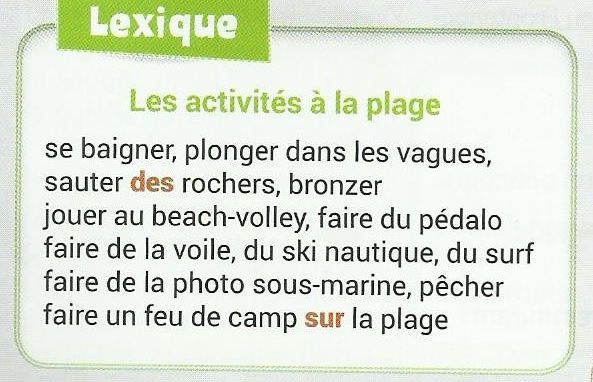 Lexique
Les activités à la plage
se baigner, plonger dans les vagues,
sauter des rochers, bronzer
jouer au beach-volley, faire du pédalo
faire de la voile, du ski nautique, du surf
faire de la photo sous-marine, pêcher
faire un feu de camp sur la plage